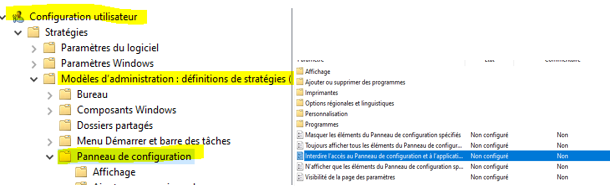 Configuration utilisateur
Stratégies
Paramètres du logiciel
Paramètres Windows
Modèles d'administration : définitions de stratégies (
Bureau
Composants Windows
Dossiers partagés
Menu Démarrer et barre des tâches
Panneau de configuration
Affichage
Paramètre État Commentaire
Affichage
Ajouter ou supprimer des programmes
Imprimantes
Options régionales et linguistiques
Personnalisation
Programmes
Masquer les éléments du Panneau de configuration spécifiés Non configuré Non
Toujours afficher tous les éléments du Panneau de configur... Non configuré Non
Interdire l'accès au Panneau de configuration et à l'applicatio... Non configuré Non
N'afficher que les éléments du Panneau de configuration sp... Non configuré Non
Visibilité de la page des paramètres Non configuré Non